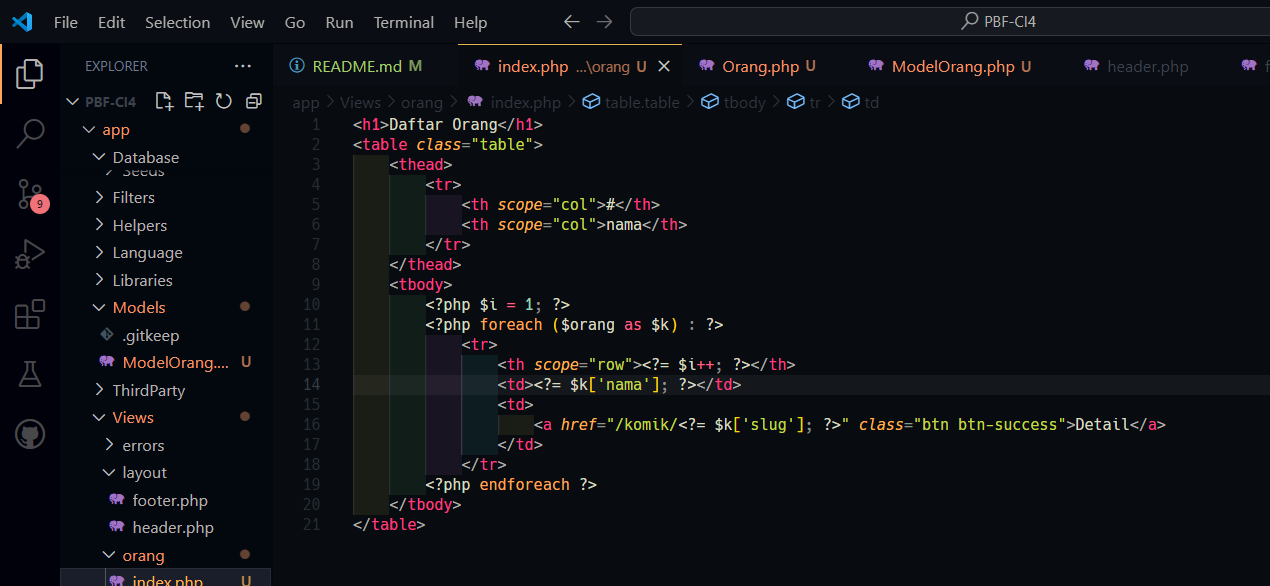 File Edit Selection View Go Run Terminal Help PBF-CI4
EXPLORER
README.md M
index.php ...\orang U
Orang.php U
ModelOrang.php U
header.php
PBF-CI4
app > Views > orang > index.php > table.table > tbody > tr > td
app
Database
Seeds
Filters
Helpers
Language
Libraries
Models
.gitkeep
ModelOrang.... U
ThirdParty
Views
errors
layout
footer.php
header.php
orang
index.php U
9
1 <h1>Daftar Orang</h1>
2 <table class="table">
3 <thead>
4 <tr>
5 <th scope="col">#</th>
6 <th scope="col">nama</th>
7 </tr>
8 </thead>
9 <tbody>
10 <?php $i = 1; ?>
11 <?php foreach ($orang as $k) : ?>
12 <tr>
13 <th scope="row"><?= $i++; ?></th>
14 <td><?= $k['nama']; ?></td>
15 <td>
16 <a href="/komik/<?= $k['slug']; ?>" class="btn btn-success">Detail</a>
17 </td>
18 </tr>
19 <?php endforeach ?>
20 </tbody>
21 </table>